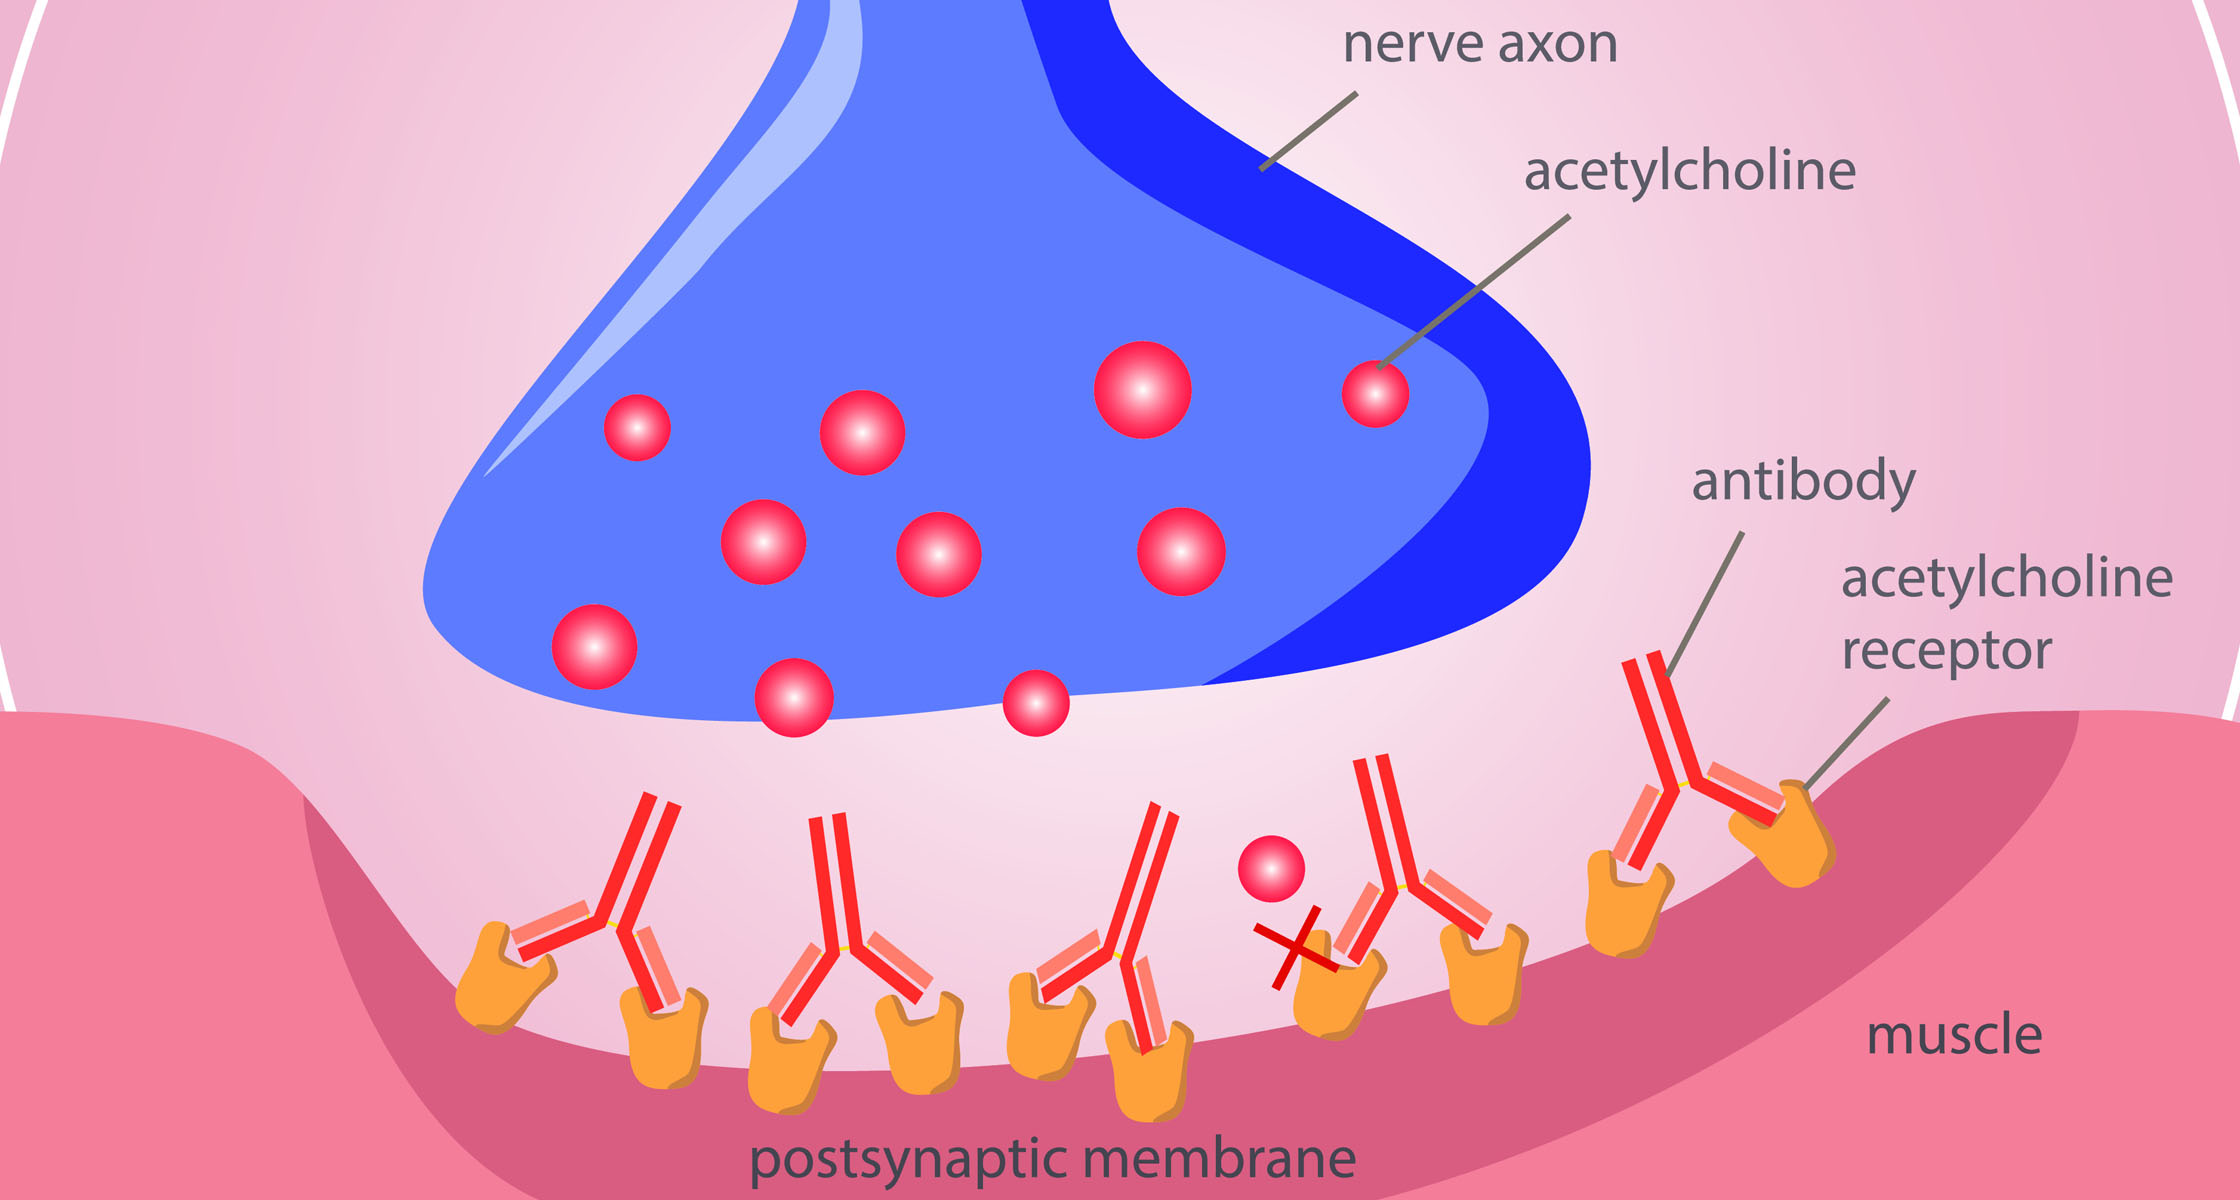 nerve axon
acetylcholine
antibody
acetylcholine
receptor
muscle
postsynaptic membrane